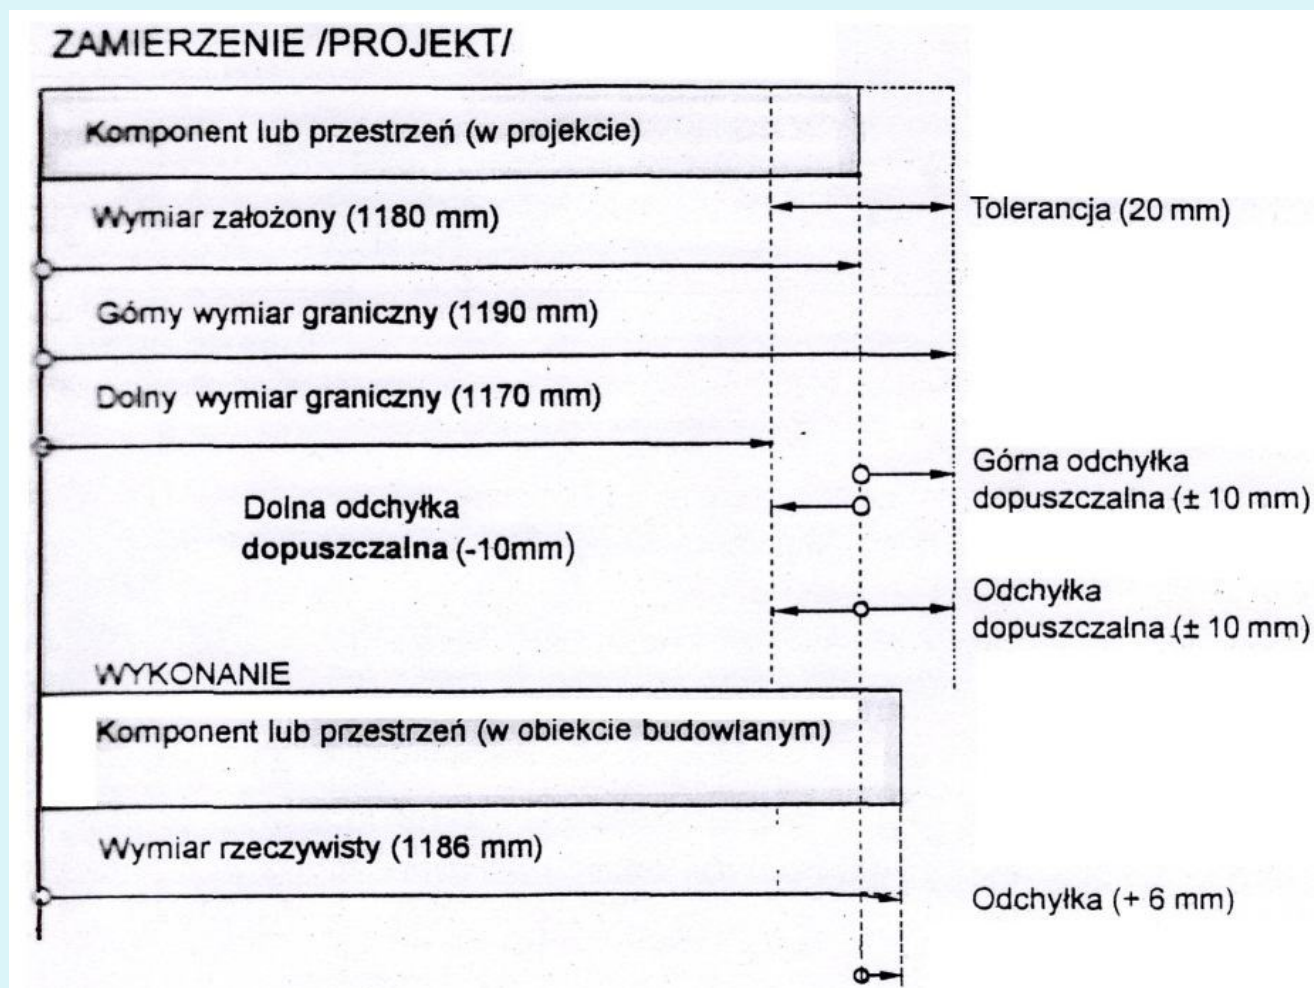 ZAMIERZENIE /PROJEKT/
Komponent lub przestrzeń (w projekcie)
Wymiar założony (1180 mm)
Tolerancja (20 mm)
Górny wymiar graniczny (1190 mm)
Dolny wymiar graniczny (1170 mm)
Górna odchyłka
dopuszczalna (± 10 mm)
Dolna odchyłka
dopuszczalna (-10mm)
Odchyłka
dopuszczalna (± 10 mm)
WYKONANIE
Komponent lub przestrzeń (w obiekcie budowlanym)
Wymiar rzeczywisty (1186 mm)
Odchyłka (+ 6 mm)